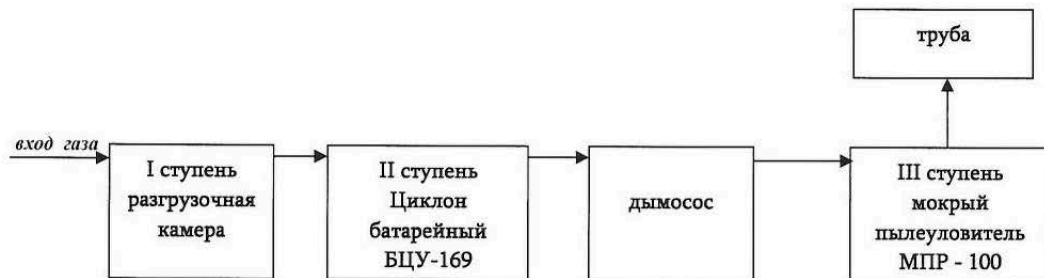 труба
вход газа
I ступень
разгрузочная
камера
II ступень
Циклон
батарейный
БЦУ-169
дымосос
III ступень
мокрый
пылеуловитель
МПР - 100